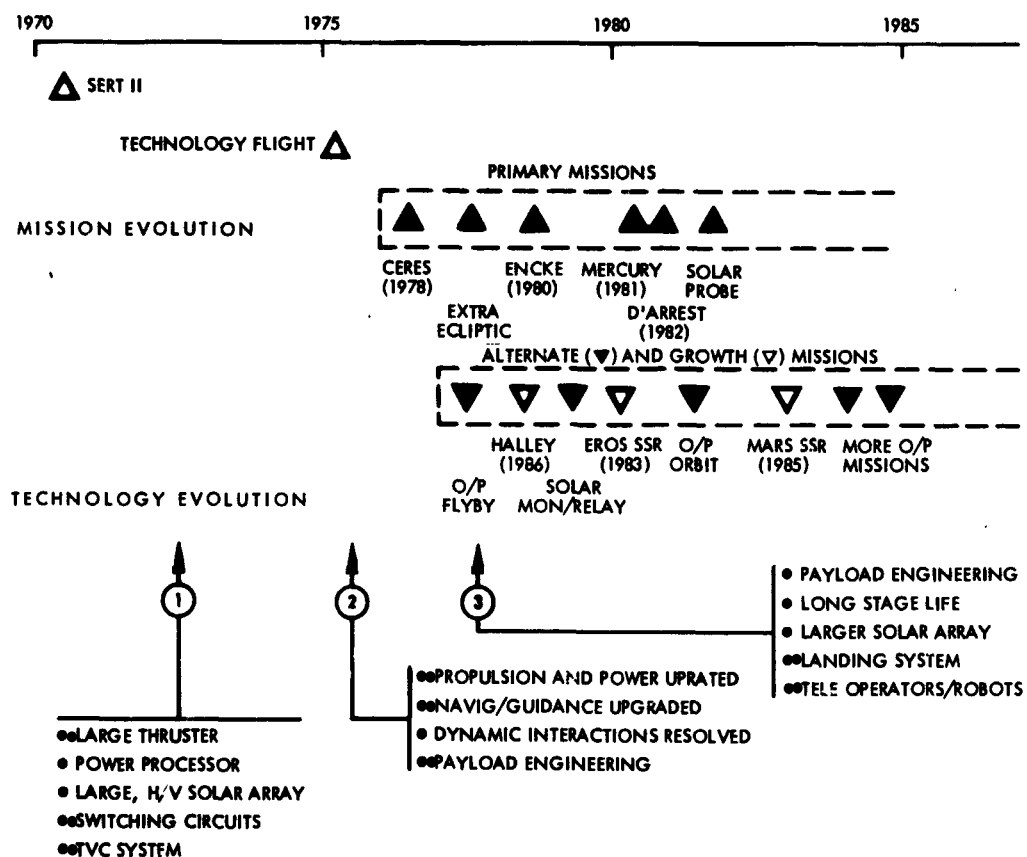 1970 1975 1980 1985
SERT II
TECHNOLOGY FLIGHT
PRIMARY MISSIONS
MISSION EVOLUTION
CERES ENCKE MERCURY SOLAR
(1978) (1980) (1981) PROBE
EXTRA D'ARREST
ECLIPTIC (1982)
ALTERNATE (▼) AND GROWTH (▽) MISSIONS
HALLEY EROS SSR O/P MARS SSR MORE O/P
(1986) (1983) ORBIT (1985) MISSIONS
TECHNOLOGY EVOLUTION
O/P SOLAR
FLYBY MON/RELAY
1 2 3
● PAYLOAD ENGINEERING
● LONG STAGE LIFE
● LARGER SOLAR ARRAY
●●LANDING SYSTEM
●●TELE OPERATORS/ROBOTS
●●PROPULSION AND POWER UPRATED
●●NAVIG/GUIDANCE UPGRADED
● DYNAMIC INTERACTIONS RESOLVED
●●PAYLOAD ENGINEERING
●●LARGE THRUSTER
● POWER PROCESSOR
● LARGE, H/V SOLAR ARRAY
●●SWITCHING CIRCUITS
●●TVC SYSTEM